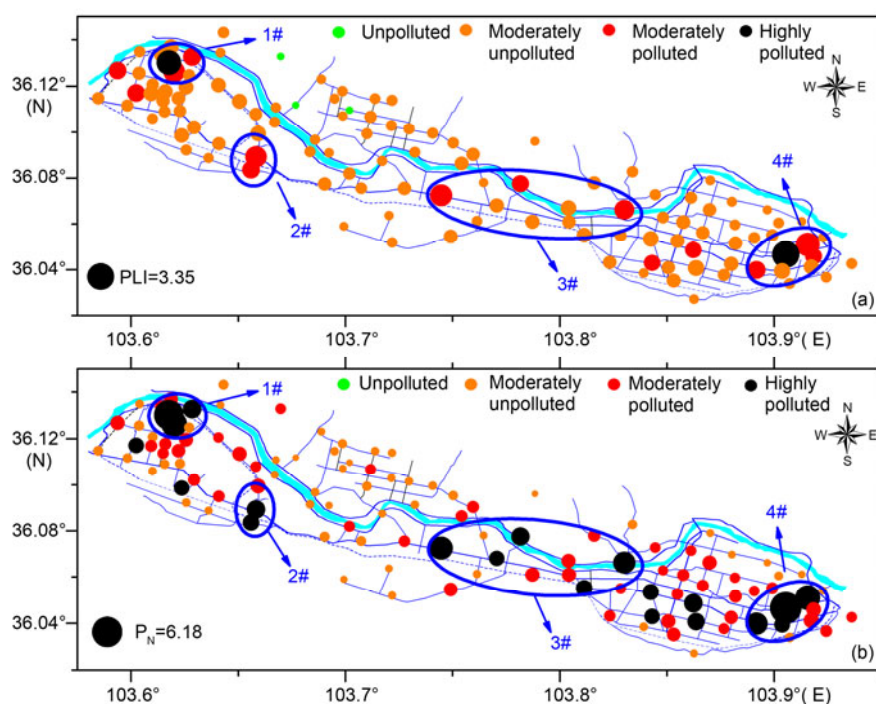 1#
Unpolluted
Moderately unpolluted
Moderately polluted
Highly polluted
36.12°
(N)
N
W E
S
36.08°
2#
4#
3#
36.04°
PLI=3.35
(a)
103.6°
103.7°
103.8°
103.9°( E)
1#
Unpolluted
Moderately unpolluted
Moderately polluted
Highly polluted
36.12°
(N)
N
W E
S
36.08°
2#
4#
3#
36.04°
P_N=6.18
(b)
103.6°
103.7°
103.8°
103.9°( E)